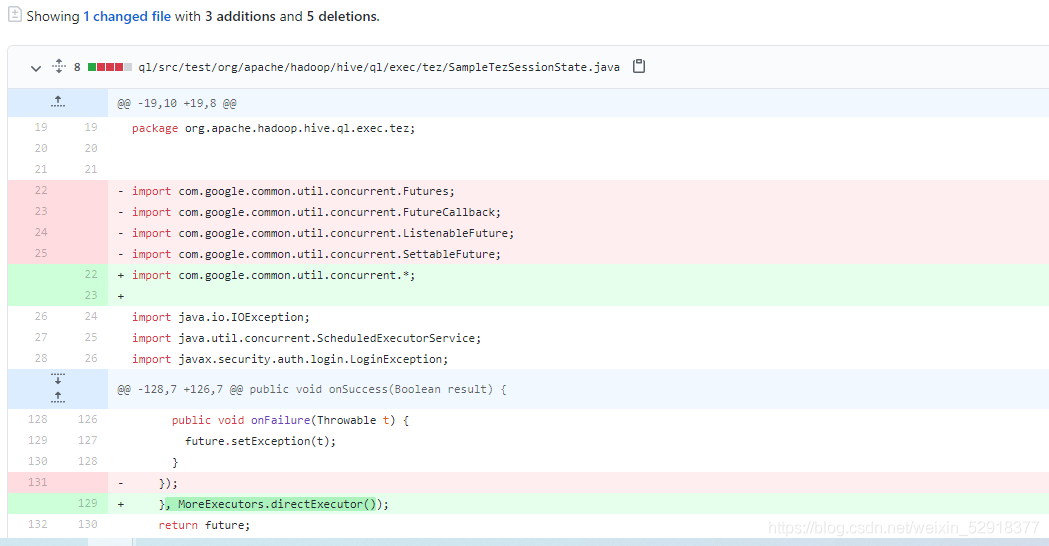 Showing 1 changed file with 3 additions and 5 deletions.
8 ql/src/test/org/apache/hadoop/hive/ql/exec/tez/SampleTezSessionState.java
@@ -19,10 +19,8 @@
19 19 package org.apache.hadoop.hive.ql.exec.tez;
20 20
21 21
22 - import com.google.common.util.concurrent.Futures;
23 - import com.google.common.util.concurrent.FutureCallback;
24 - import com.google.common.util.concurrent.ListenableFuture;
25 - import com.google.common.util.concurrent.SettableFuture;
22 + import com.google.common.util.concurrent.*;
23 +
26 24 import java.io.IOException;
27 25 import java.util.concurrent.ScheduledExecutorService;
28 26 import javax.security.auth.login.LoginException;
@@ -128,7 +126,7 @@ public void onSuccess(Boolean result) {
128 126 public void onFailure(Throwable t) {
129 127 future.setException(t);
130 128 }
131 - });
129 + }, MoreExecutors.directExecutor());
132 130 return future;
https://blog.csdn.net/weixin_52918377